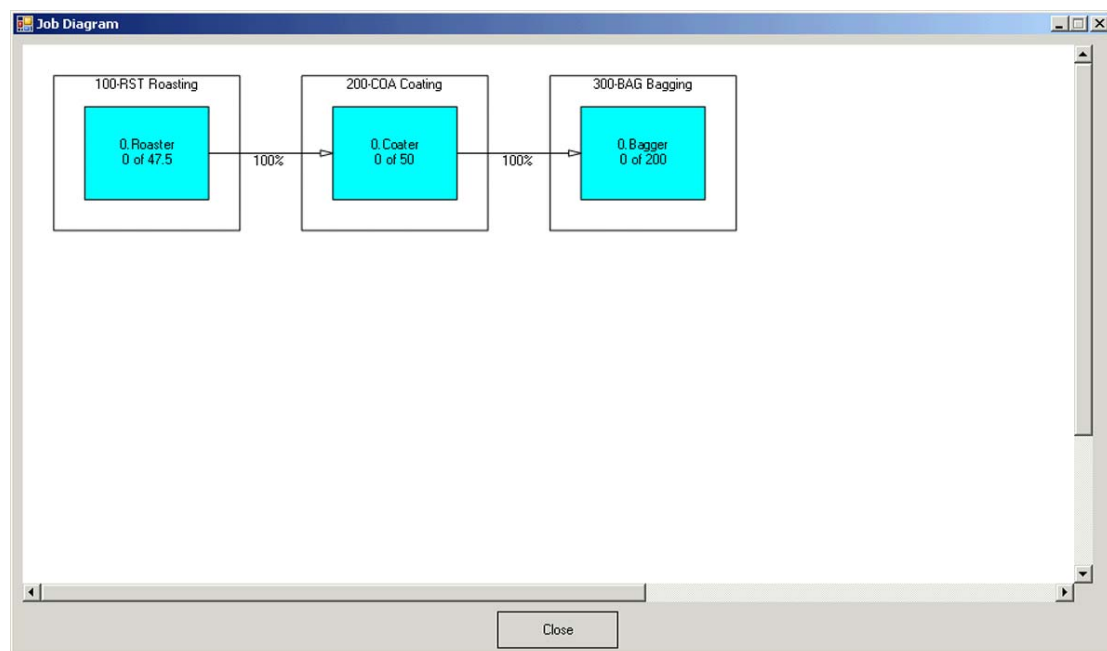 Job Diagram
100-RST Roasting
0.Roaster
0 of 47.5
100%
200-COA Coating
0.Coater
0 of 50
100%
300-BAG Bagging
0.Bagger
0 of 200
Close